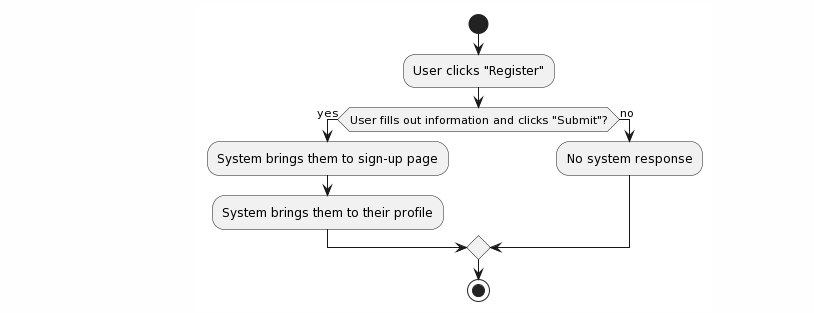 User clicks "Register"
yes
User fills out information and clicks "Submit"?
no
System brings them to sign-up page
No system response
System brings them to their profile